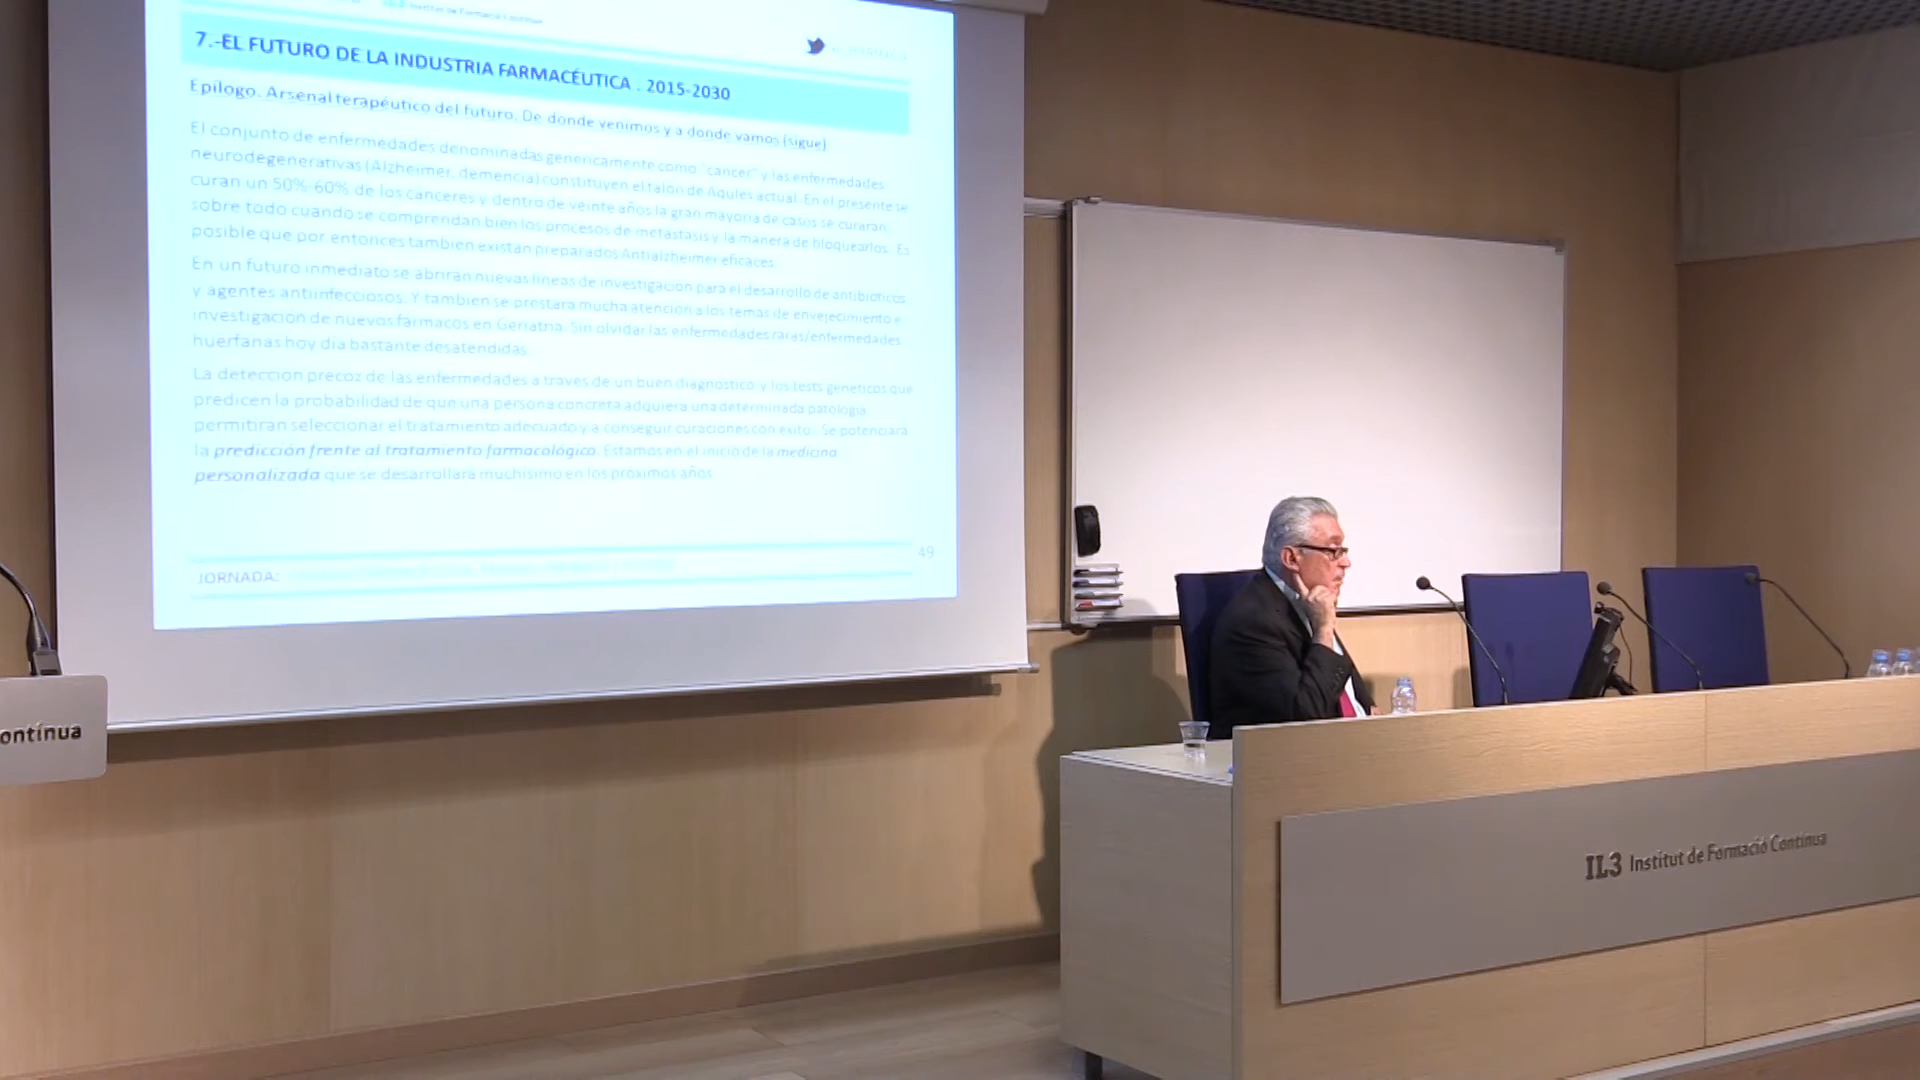 Institut de Formació Contínua
7.-EL FUTURO DE LA INDUSTRIA FARMACÉUTICA . 2015-2030
Epílogo. Arsenal terapéutico del futuro. De donde venimos y a donde vamos (sigue)
El conjunto de enfermedades denominadas genericamente como "cancer" y las enfermedades
neurodegenerativas (Alzheimer, demencia) constituyen el talon de Aquiles actual. En el presente se
curan un 50%-60% de los canceres y dentro de veinte años la gran mayoria de casos se curaran,
sobre todo cuando se comprendan bien los procesos de metastasis y la manera de bloquearlos. Es
posible que por entonces tambien existan preparados Antialzheimer eficaces.
En un futuro inmediato se abriran nuevas lineas de investigacion para el desarrollo de antibioticos
y agentes antiinfecciosos. Y tambien se prestara mucha atencion a los temas de envejecimiento e
investigacion de nuevos farmacos en Geriatria. Sin olvidar las enfermedades raras/enfermedades
huerfanas hoy dia bastante desatendidas.
La deteccion precoz de las enfermedades a traves de un buen diagnostico y los tests geneticos que
predicen la probabilidad de que una persona concreta adquiera una determinada patologia
permitiran seleccionar el tratamiento adecuado y a conseguir curaciones con exito. Se potenciara
la predicción frente al tratamiento farmacológico. Estamos en el inicio de la medicina
personalizada que se desarrollara muchisimo en los proximos años.
49
JORNADA:
ontínua
IL3 Institut de Formació Contínua